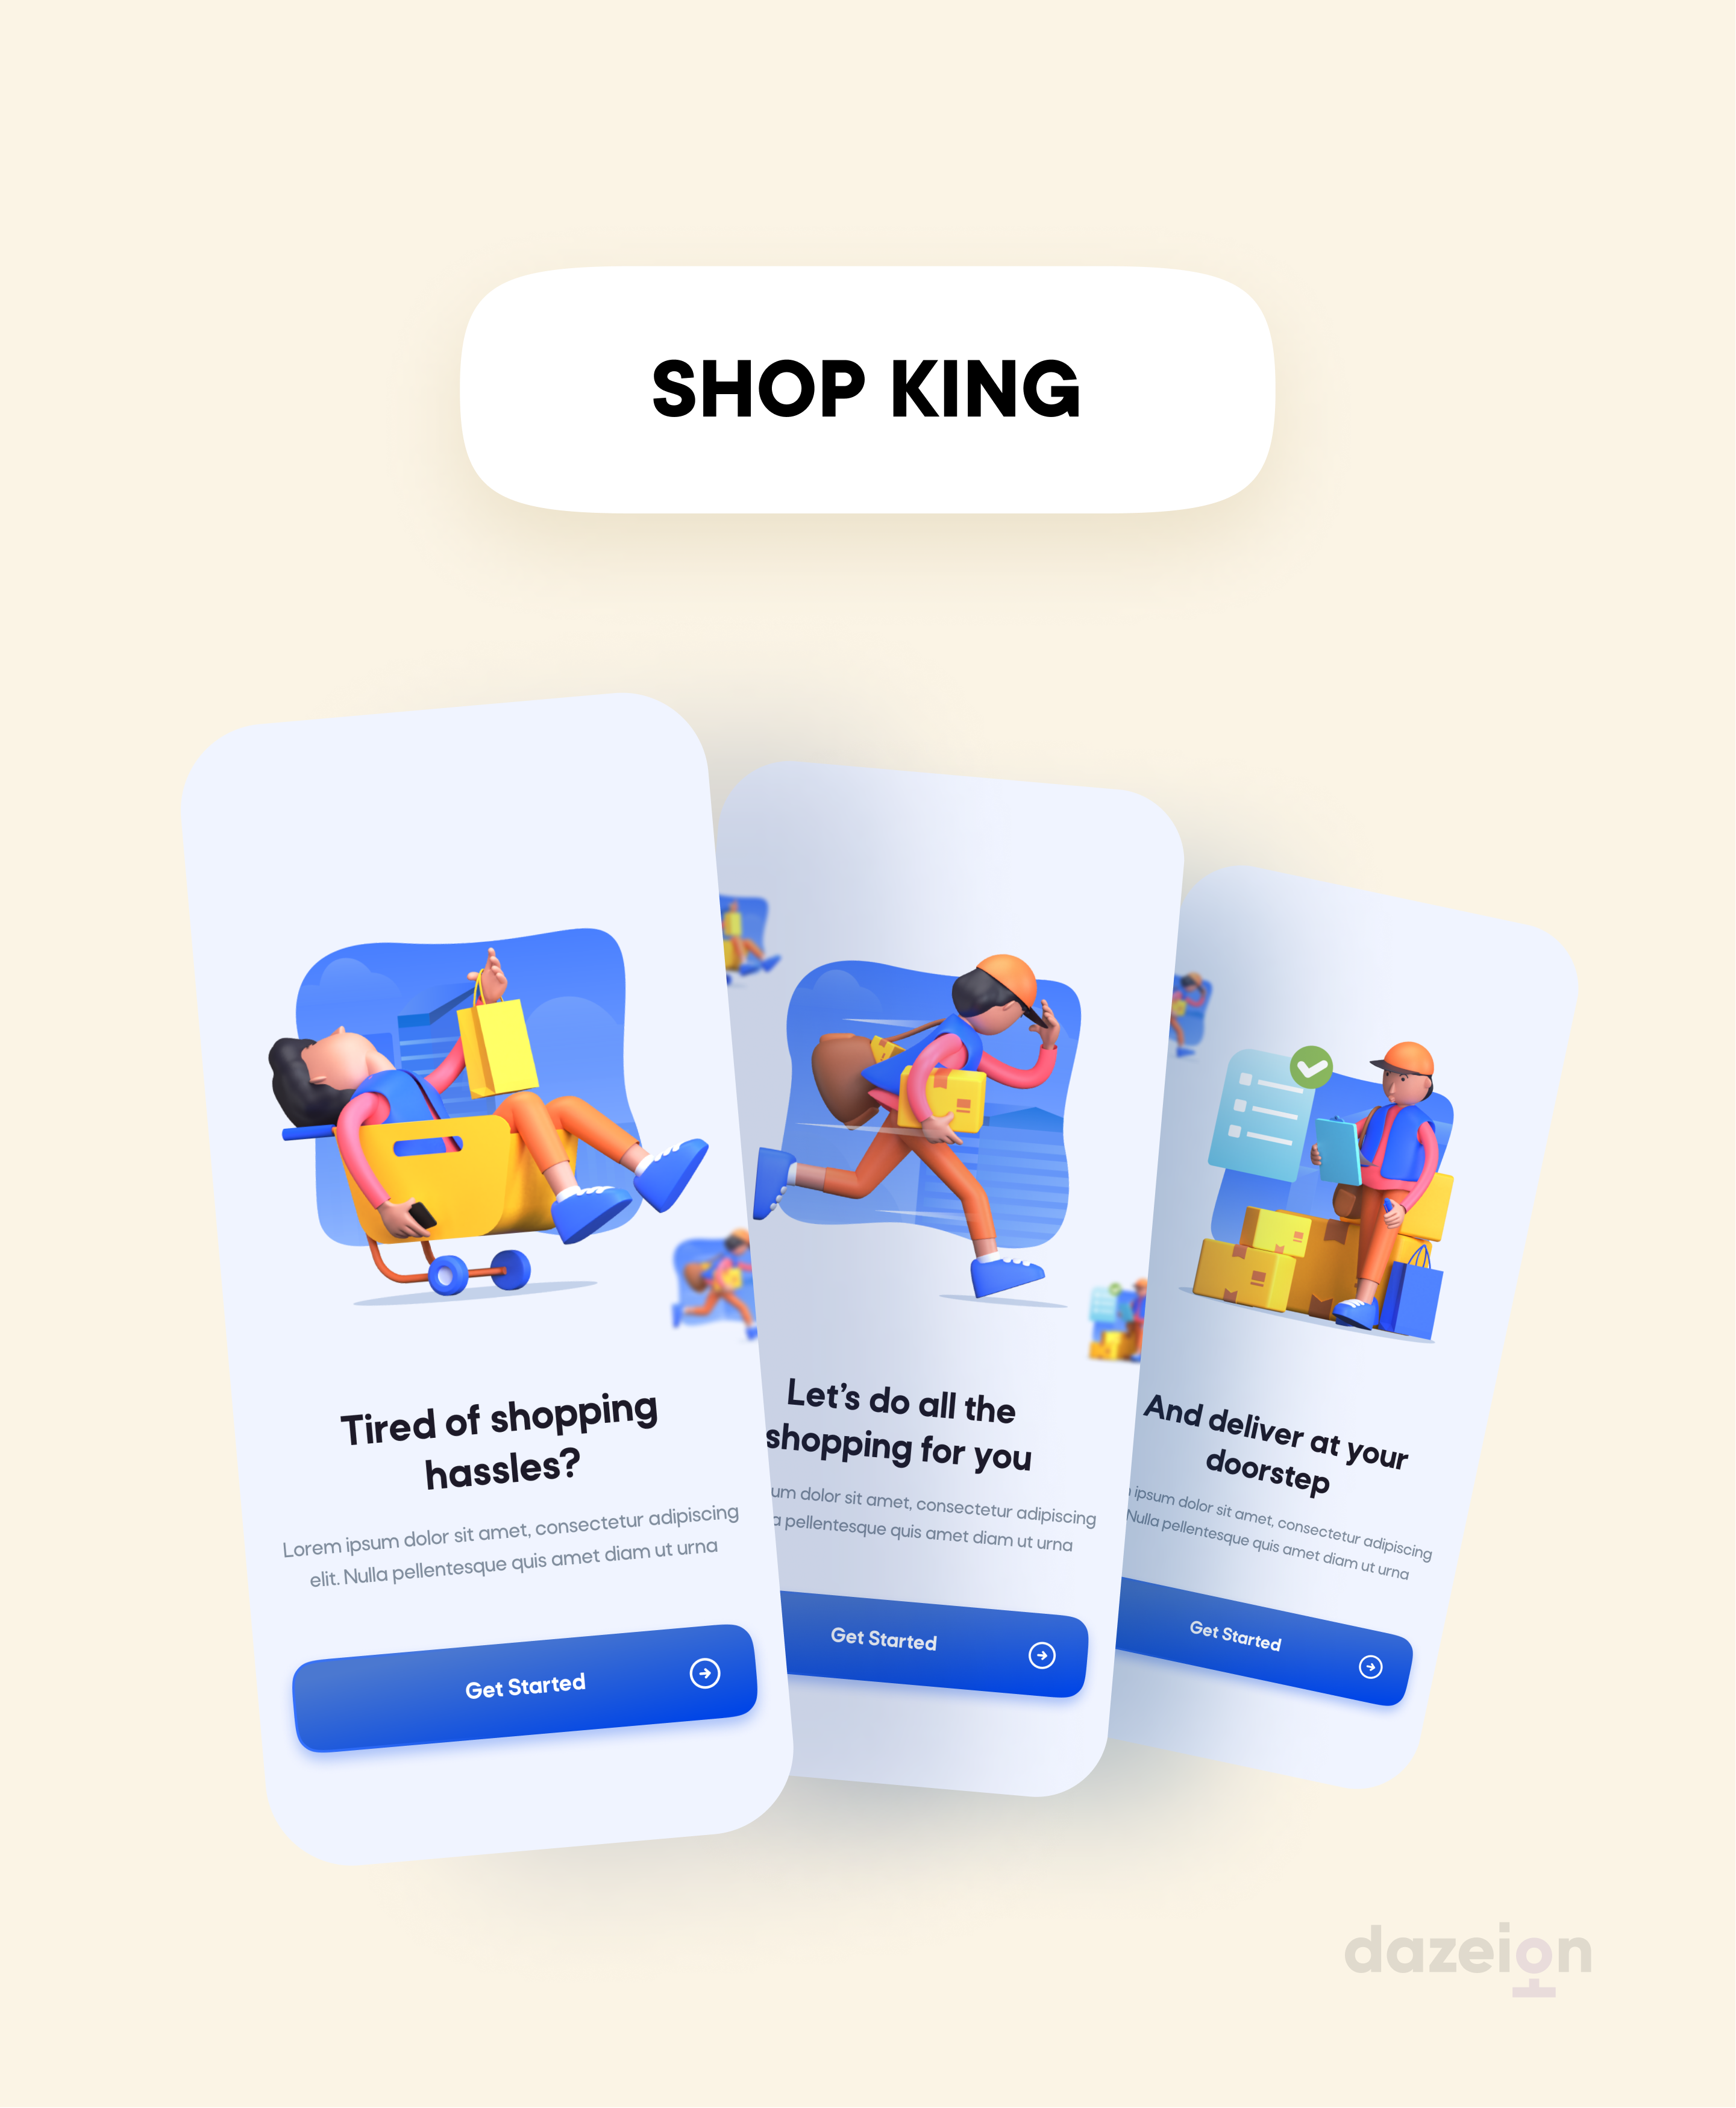 SHOP KING
Tired of shopping
hassles?
Lorem ipsum dolor sit amet, consectetur adipiscing
elit. Nulla pellentesque quis amet diam ut urna
Get Started
Let's do all the
shopping for you
dolor sit amet, consectetur adipiscing
pellentesque quis amet diam ut urna
Get Started
And deliver at your
doorstep
ipsum dolor sit amet, consectetur adipiscing
Nulla pellentesque quis amet diam ut urna
Get Started
dazeion